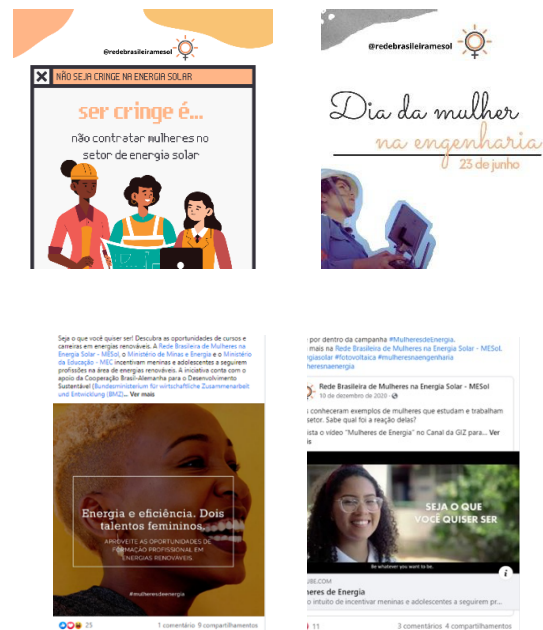 @redebrasileiramesol
NÃO SEJA CRINGE NA ENERGIA SOLAR
ser cringe é...
não contratar mulheres no
setor de energia solar
@redebrasileiramesol
Dia da mulher
na engenharia
23 de junho
Seja o que você quiser ser! Descubra as oportunidades de cursos e
carreiras em energias renováveis. A Rede Brasileira de Mulheres na
Energia Solar - MESol, o Ministério de Minas e Energia e o Ministério
da Educação - MEC incentivam meninas e adolescentes a seguirem
profissões na área de energias renováveis. A iniciativa conta com o
apoio da Cooperação Brasil-Alemanha para o Desenvolvimento
Sustentável (Bundesministerium für wirtschaftliche Zusammenarbeit
und Entwicklung (BMZ)... Ver mais
Energia e eficiência. Dois
talentos femininos.
APROVEITE AS OPORTUNIDADES DE
FORMAÇÃO PROFISSIONAL EM
ENERGIAS RENOVÁVEIS.
#mulheresdeenergia
25
1 comentário 9 compartilhamentos
por dentro da campanha #MulheresdeEnergia.
mais na Rede Brasileira de Mulheres na Energia Solar - MESol.
rgiasolar #fotovoltaica #mulheresnaengenharia
heresnaenergia
Rede Brasileira de Mulheres na Energia Solar - MESol
10 de dezembro de 2020
conheceram exemplos de mulheres que estudam e trabalham
setor. Sabe qual foi a reação delas?
ista o vídeo "Mulheres de Energia" no Canal da GIZ para... Ver
is
SEJA O QUE
VOCÊ QUISER SER
Be whatever you want to be.
UBE.COM
heres de Energia
o intuito de incentivar meninas e adolescentes a seguirem pr...
11
3 comentários 4 compartilhamentos